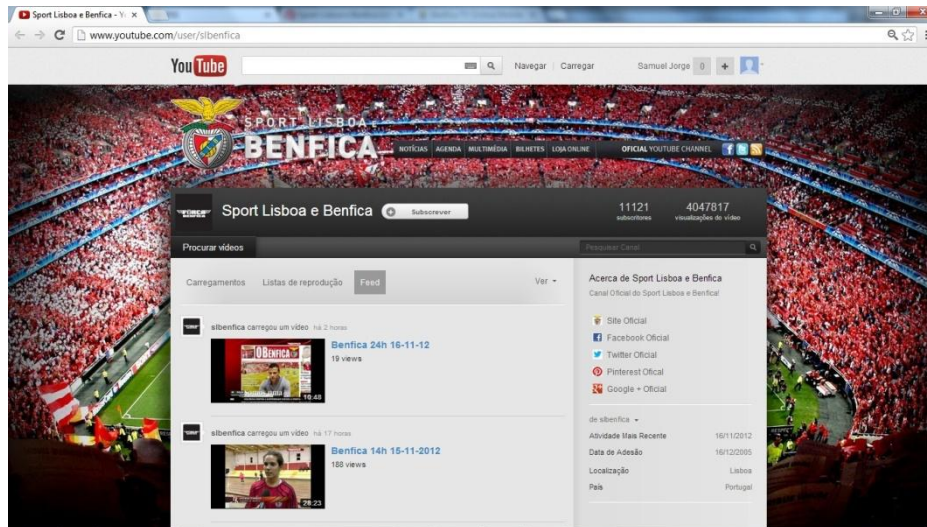 Sport Lisboa e Benfica - Y
www.youtube.com/user/slbenfica
YouTube
Navegar Carregar
Samuel Jorge 0 +
SPORT LISBOA
BENFICA
NOTÍCIAS AGENDA MULTIMÉDIA BILHETES LOJA ONLINE OFICIAL YOUTUBE CHANNEL
Sport Lisboa e Benfica Subscrever
11121 4047817
subscritores visualizações do vídeo
Procurar vídeos
Pesquisar Canal
Carregamentos Listas de reprodução Feed Ver
slbenfica carregou um vídeo há 2 horas
O BENFICA
Benfica 24h 16-11-12
19 views
10:48
slbenfica carregou um vídeo há 17 horas
Benfica 14h 15-11-2012
188 views
20:23
Acerca de Sport Lisboa e Benfica
Canal Oficial do Sport Lisboa e Benfica!
Site Oficial
Facebook Oficial
Twitter Oficial
Pinterest Ofical
Google + Oficial
de slbenfica
Atividade Mais Recente 16/11/2012
Data de Adesão 16/12/2005
Localização Lisboa
País Portugal